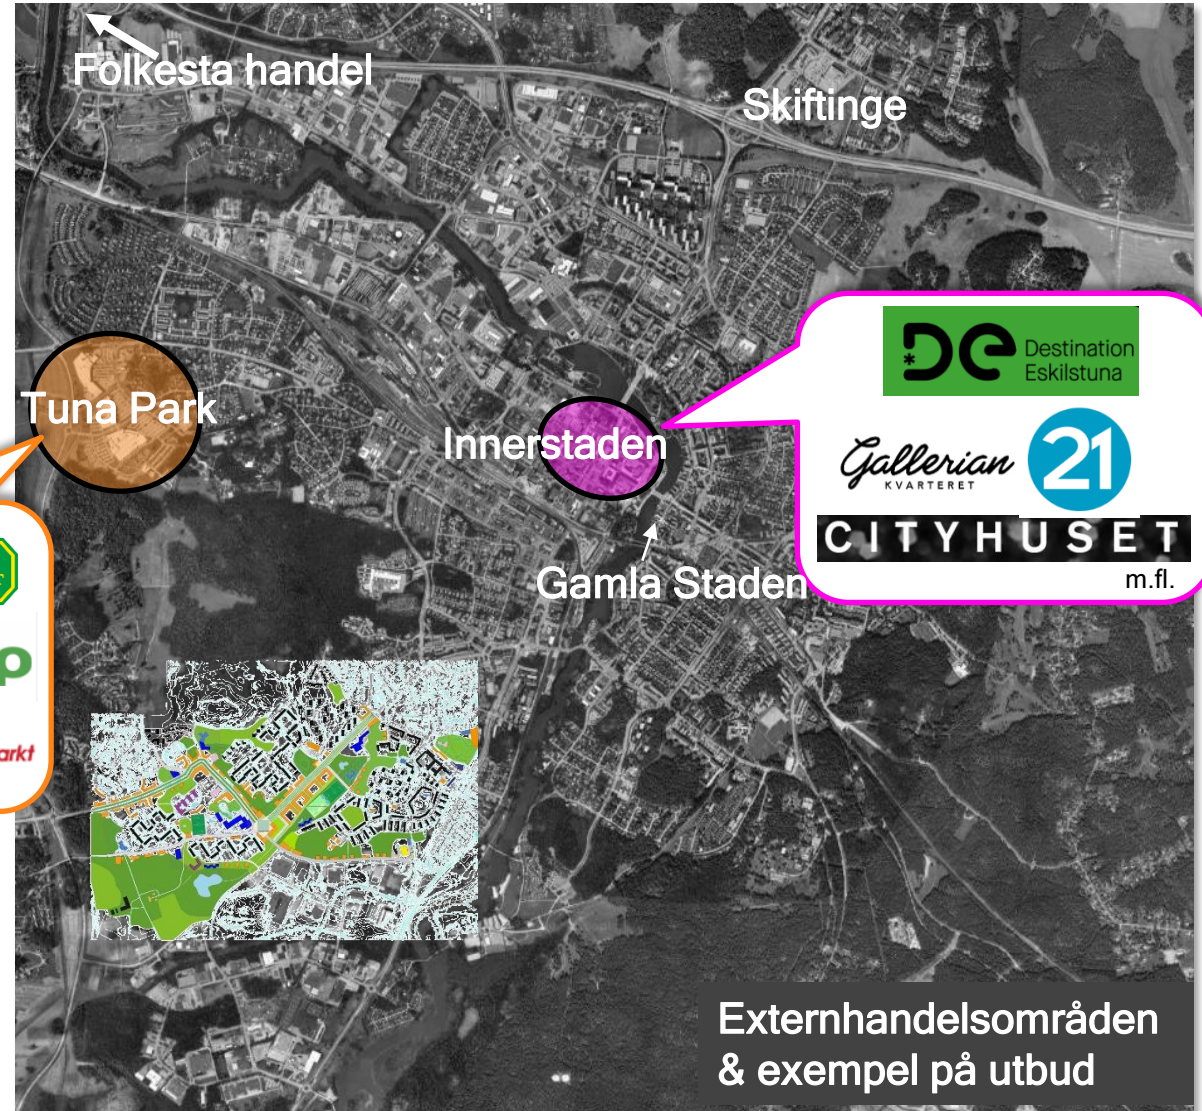 Folkesta handel
Skiftinge
Tuna Park
Innerstaden
Gamla Staden
DE Destination
Eskilstuna
Gallerian
KVARTERET
21
CITYHUSET
m.fl.
Externhandelsområden
& exempel på utbud